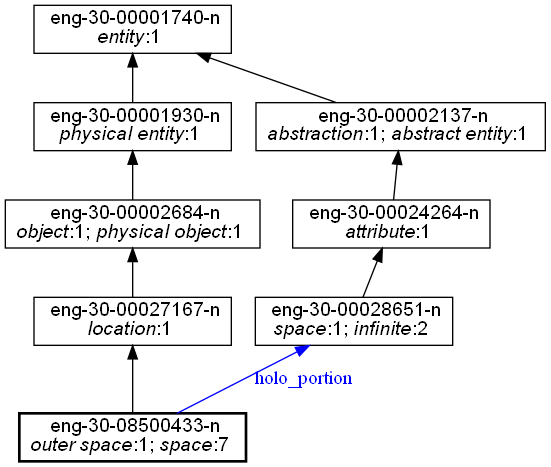 eng-30-00001740-n
entity:1
eng-30-00001930-n
physical entity:1
eng-30-00002137-n
abstraction:1; abstract entity:1
eng-30-00002684-n
object:1; physical object:1
eng-30-00024264-n
attribute:1
eng-30-00027167-n
location:1
eng-30-00028651-n
space:1; infinite:2
holo_portion
eng-30-08500433-n
outer space:1; space:7